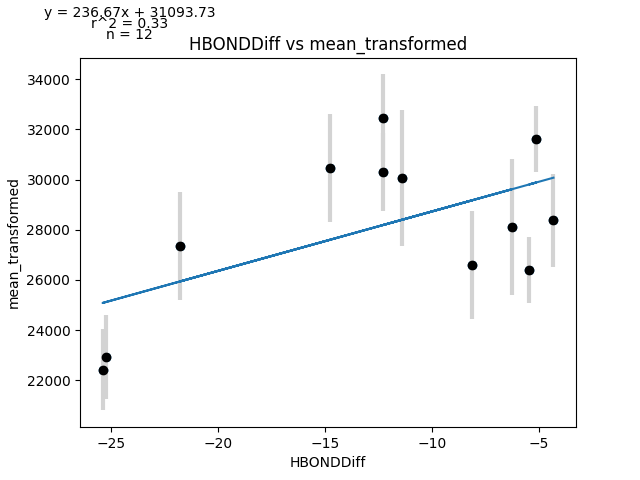 y = 236.67x + 31093.73
r^2 = 0.33
n = 12
HBONDDiff vs mean_transformed
34000
32000
30000
28000
26000
24000
22000
mean_transformed
−25
−20
−15
−10
−5
HBONDDiff